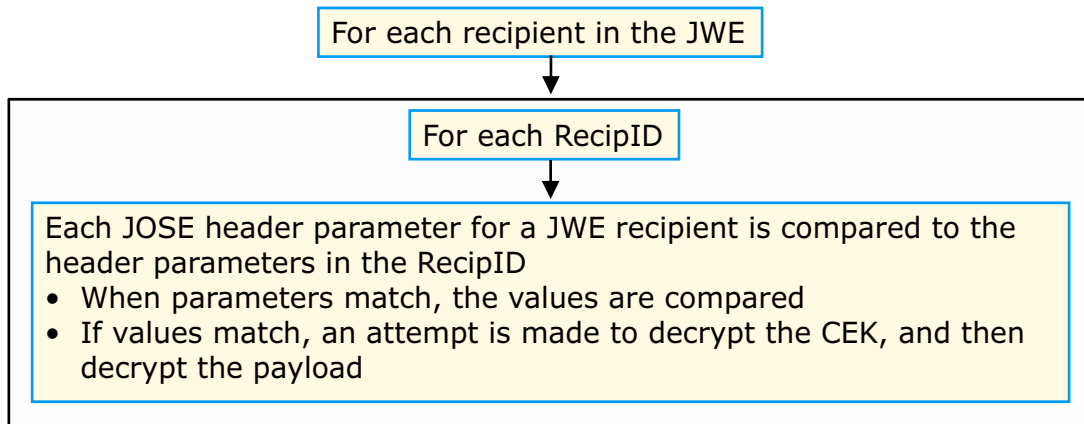 For each recipient in the JWE
For each RecipID
Each JOSE header parameter for a JWE recipient is compared to the
header parameters in the RecipID
• When parameters match, the values are compared
• If values match, an attempt is made to decrypt the CEK, and then
decrypt the payload